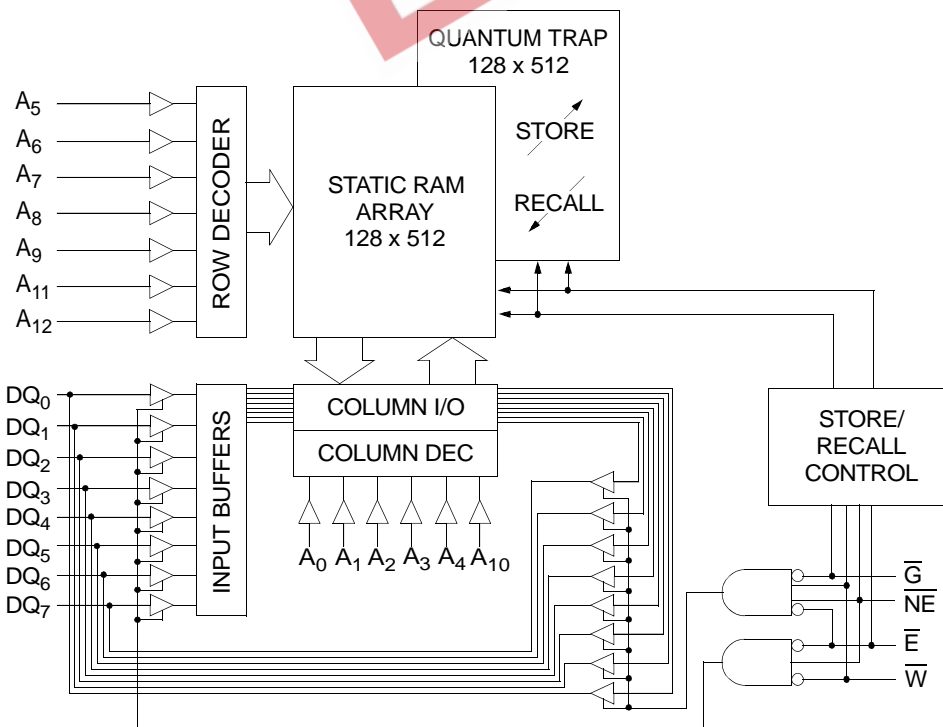 QUANTUM TRAP
128 x 512
STORE
RECALL
A5
A6
A7
A8
A9
A11
A12
ROW DECODER
STATIC RAM
ARRAY
128 x 512
DQ0
DQ1
DQ2
DQ3
DQ4
DQ5
DQ6
DQ7
INPUT BUFFERS
COLUMN I/O
COLUMN DEC
A0 A1 A2 A3 A4 A10
STORE/
RECALL
CONTROL
G̅
N̅E̅
E̅
W̅